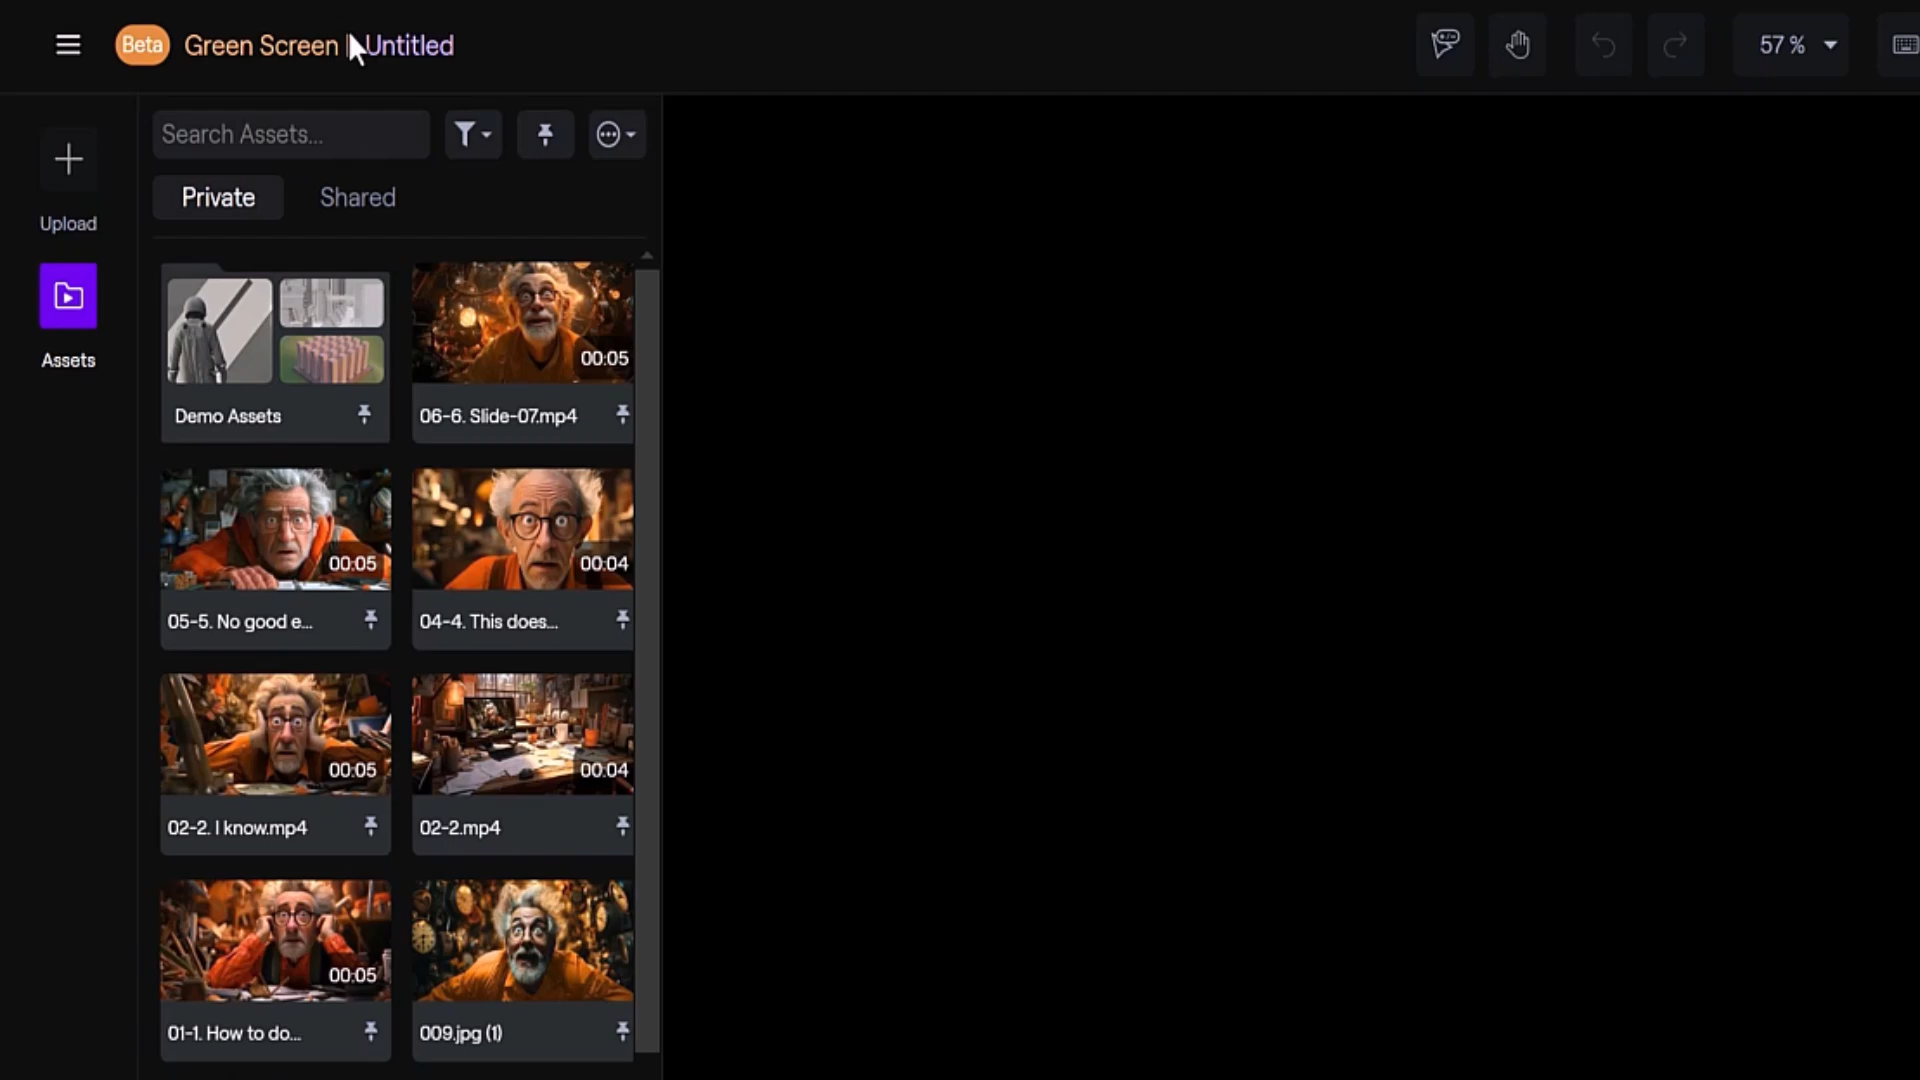 Beta Green Screen | Untitled
57 %
Search Assets...
Private Shared
Upload
Assets
00:05
Demo Assets
06-6. Slide-07.mp4
00:05
00:04
05-5. No good e...
04-4. This does...
00:05
00:04
02-2. I know.mp4
02-2.mp4
00:05
01-1. How to do...
009.jpg (1)